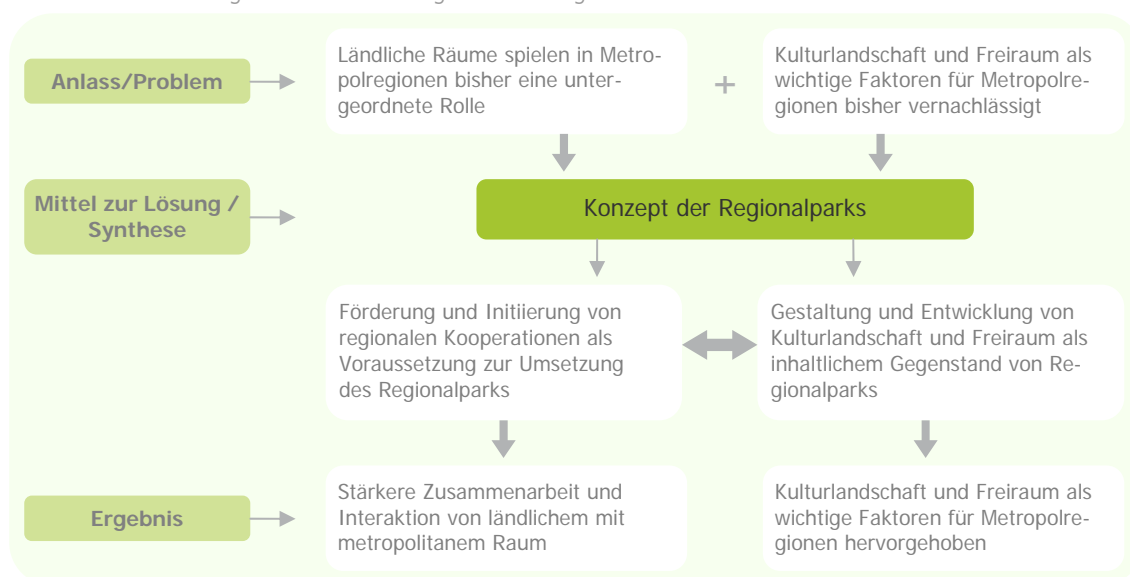 Anlass/Problem
Ländliche Räume spielen in Metro-
polregionen bisher eine unter-
geordnete Rolle
+
Kulturlandschaft und Freiraum als
wichtige Faktoren für Metropolre-
gionen bisher vernachlässigt
Mittel zur Lösung /
Synthese
Konzept der Regionalparks
Förderung und Initiierung von
regionalen Kooperationen als
Voraussetzung zur Umsetzung
des Regionalparks
Gestaltung und Entwicklung von
Kulturlandschaft und Freiraum als
inhaltlichem Gegenstand von Re-
gionalparks
Ergebnis
Stärkere Zusammenarbeit und
Interaktion von ländlichem mit
metropolitanem Raum
Kulturlandschaft und Freiraum als
wichtige Faktoren für Metropolre-
gionen hervorgehoben